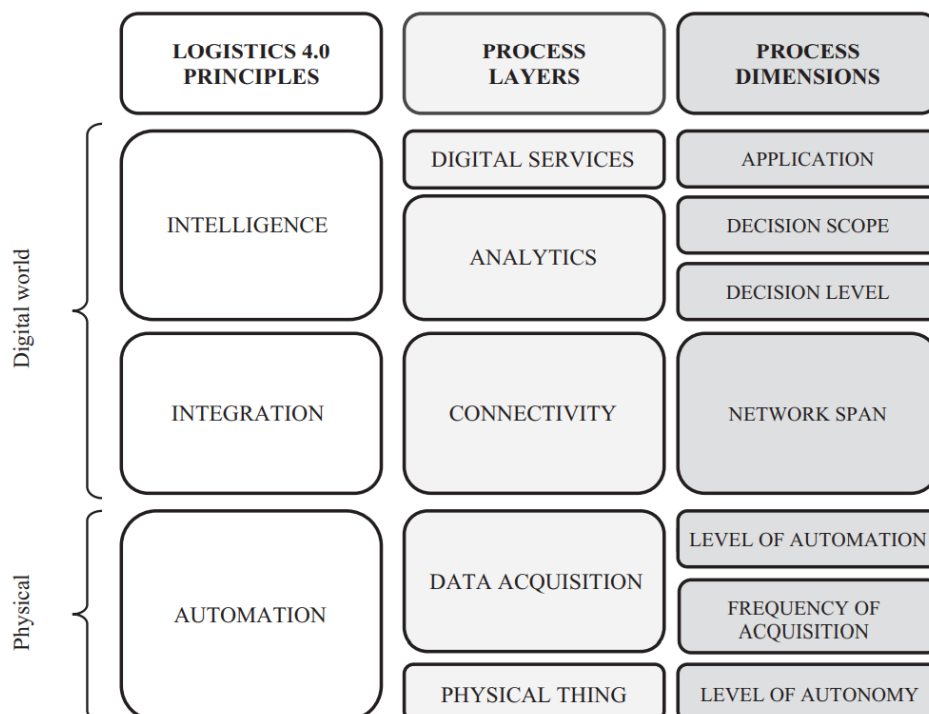 LOGISTICS 4.0
PRINCIPLES
PROCESS
LAYERS
PROCESS
DIMENSIONS
Digital world
INTELLIGENCE
DIGITAL SERVICES
APPLICATION
ANALYTICS
DECISION SCOPE
DECISION LEVEL
INTEGRATION
CONNECTIVITY
NETWORK SPAN
Physical
AUTOMATION
DATA ACQUISITION
LEVEL OF AUTOMATION
FREQUENCY OF
ACQUISITION
PHYSICAL THING
LEVEL OF AUTONOMY